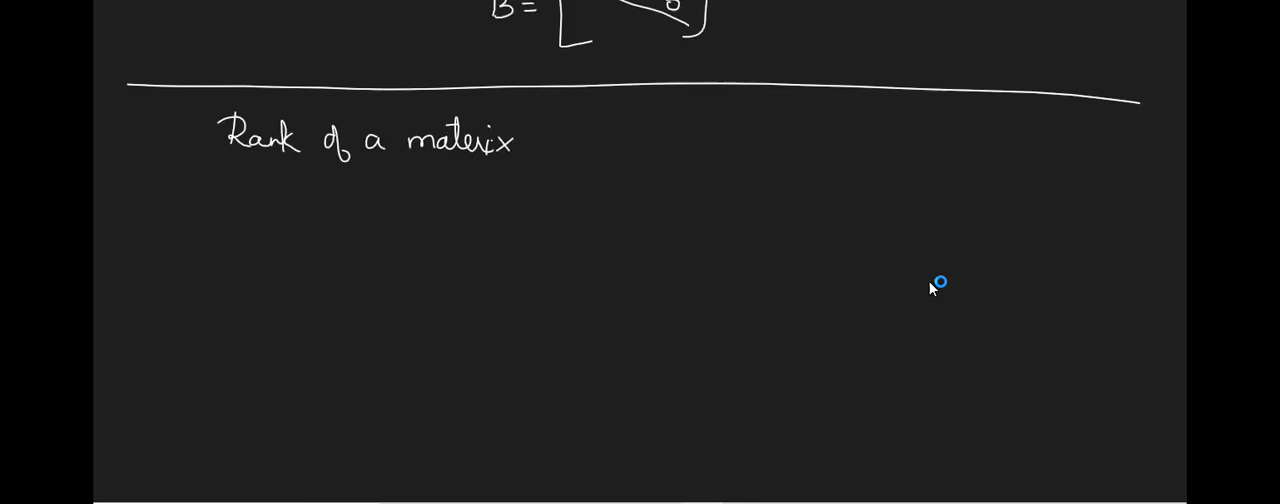 B =
Rank of a matrix